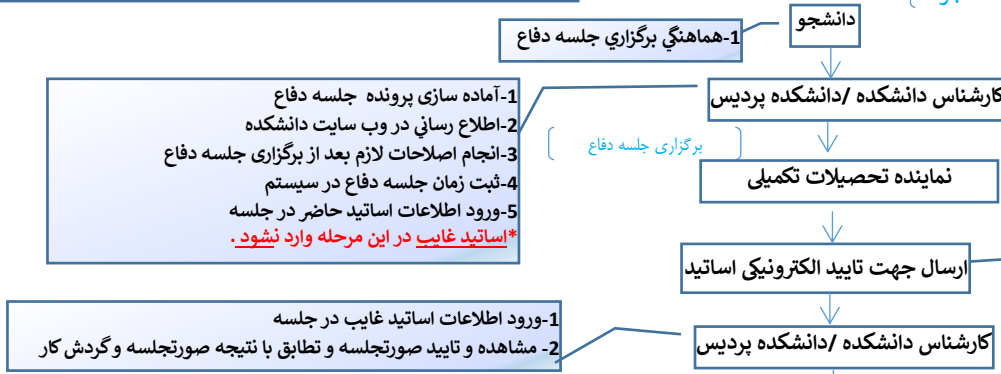 دانشجو
1-هماهنگي برگزاري جلسه دفاع
کارشناس دانشکده /دانشکده پردیس
1-آماده سازی پرونده جلسه دفاع
2-اطلاع رساني در وب سایت دانشکده
3-انجام اصلاحات لازم بعد از برگزاری جلسه دفاع
4-ثبت زمان جلسه دفاع در سیستم
5-ورود اطلاعات اساتید حاضر در جلسه
*اساتید غایب در این مرحله وارد نشود .
برگزاری جلسه دفاع
نماینده تحصیلات تکمیلی
ارسال جهت تایید الکترونیکی اساتید
کارشناس دانشکده /دانشکده پردیس
1-ورود اطلاعات اساتید غایب در جلسه
2- مشاهده و تایید صورتجلسه و تطابق با نتیجه صورتجلسه و گردش کار